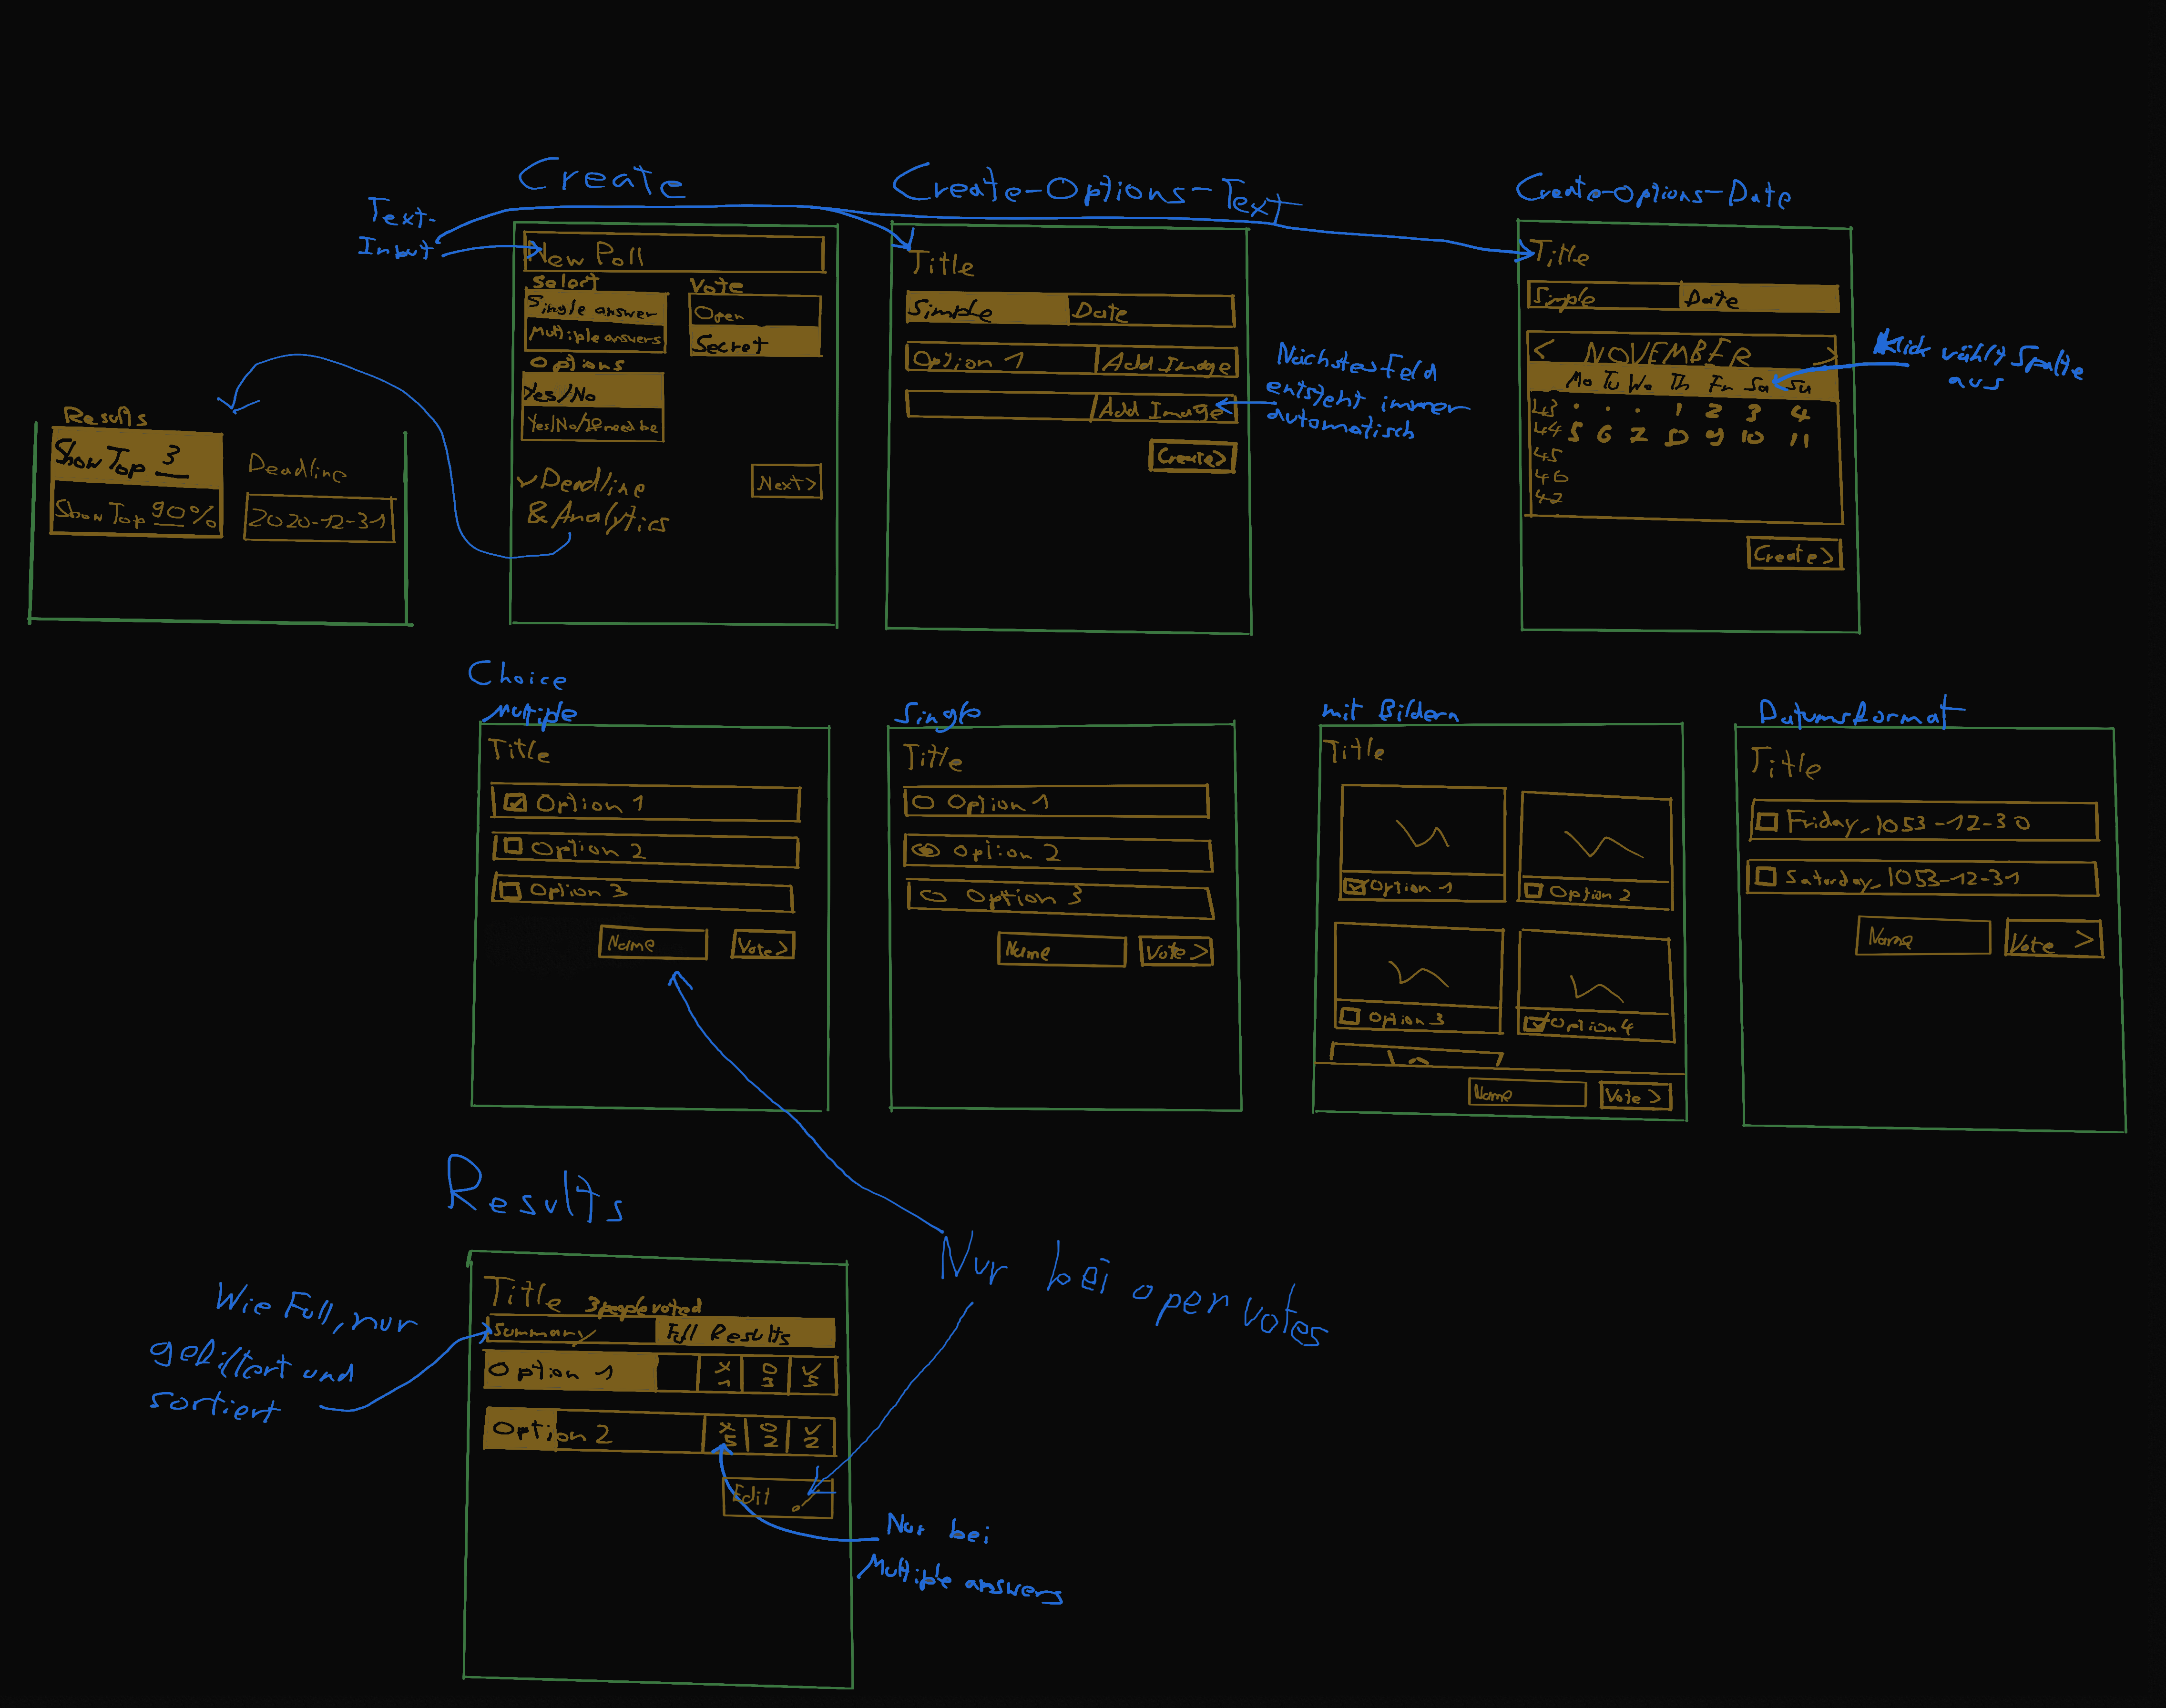 Create
Create-Options-Text
Create-Options-Date
Text-
Input
New Poll
Select
Vote
Single answer
Multiple answers
Open
Secret
Options
Yes/No
Yes/No/If need be
Deadline
& Analytics
Next>
Results
Show Top 3
Show Top 90%
Deadline
2020-12-31
Title
Simple Date
Option 1 Add Image
Add Image
Create>
Nächstes Feld
entsteht immer
automatisch
Title
Simple Date
< NOVEMBER >
Mo Tu We Th Fr Sa Su
43 . . . 1 2 3 4
44 5 6 7 8 9 10 11
45
46
47
Create>
Klick wählt Spalte
aus
Choice
Multiple
Title
Option 1
Option 2
Option 3
Name Vote>
Single
Title
Option 1
Option 2
Option 3
Name Vote >
mit Bildern
Title
Option 1 Option 2
Option 3 Option 4
Name Vote >
Datumsformat
Title
Friday, 1053-12-30
Saturday, 1053-12-31
Name Vote >
Results
Nur bei open votes
Wie Full, nur
gefiltert und
sortiert
Title 3 people voted
Summary Full Results
Option 1 X 1 O 3 V 5
Option 2 X 5 O 2 V 2
Edit
Nur bei
Multiple answers